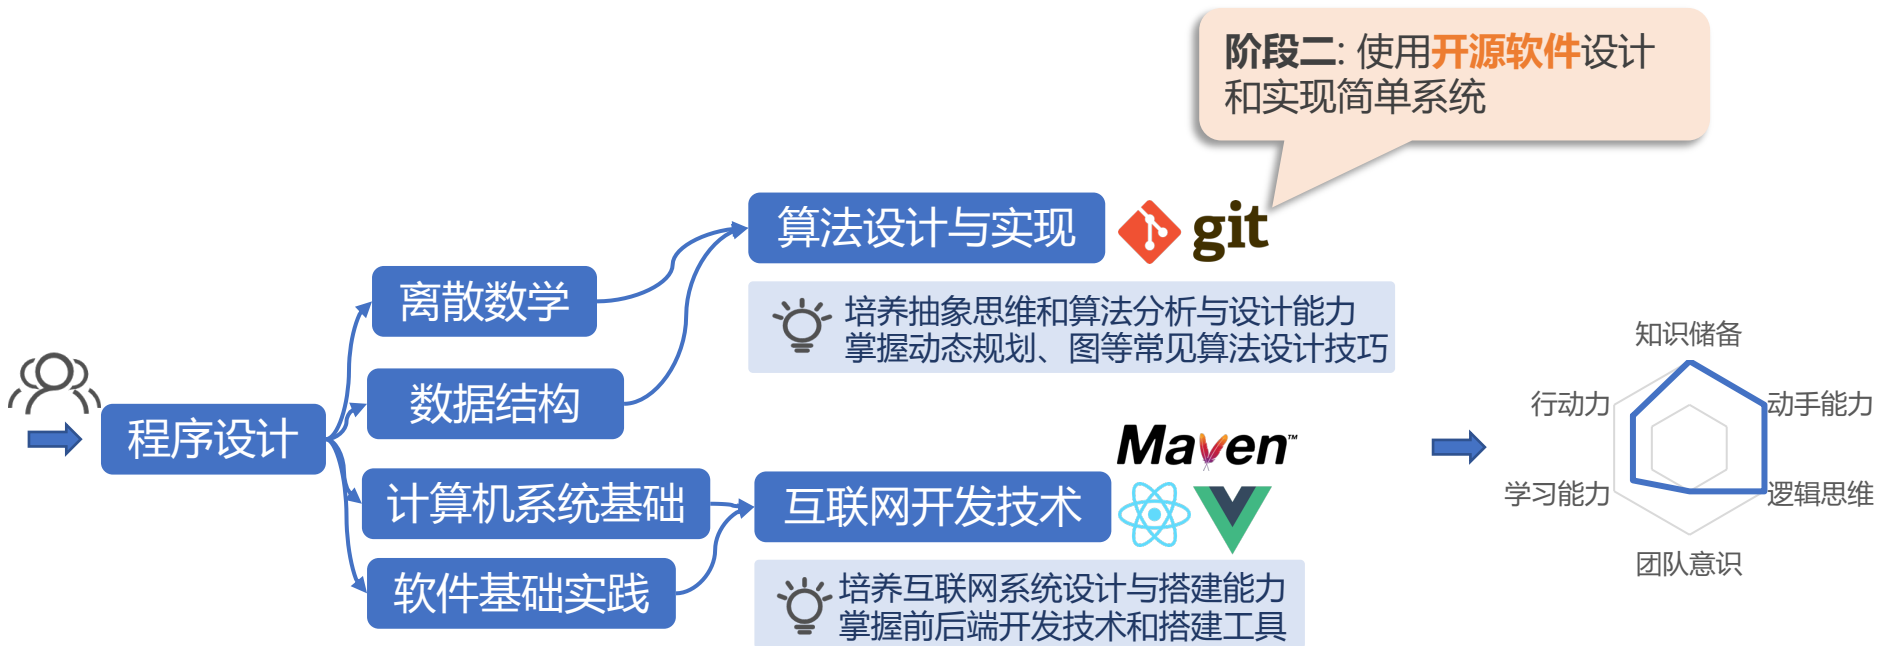 阶段二: 使用开源软件设计
和实现简单系统
算法设计与实现
git
离散数学
培养抽象思维和算法分析与设计能力
掌握动态规划、图等常见算法设计技巧
数据结构
程序设计
Maven™
计算机系统基础
互联网开发技术
软件基础实践
培养互联网系统设计与搭建能力
掌握前后端开发技术和搭建工具
知识储备
行动力
动手能力
学习能力
逻辑思维
团队意识